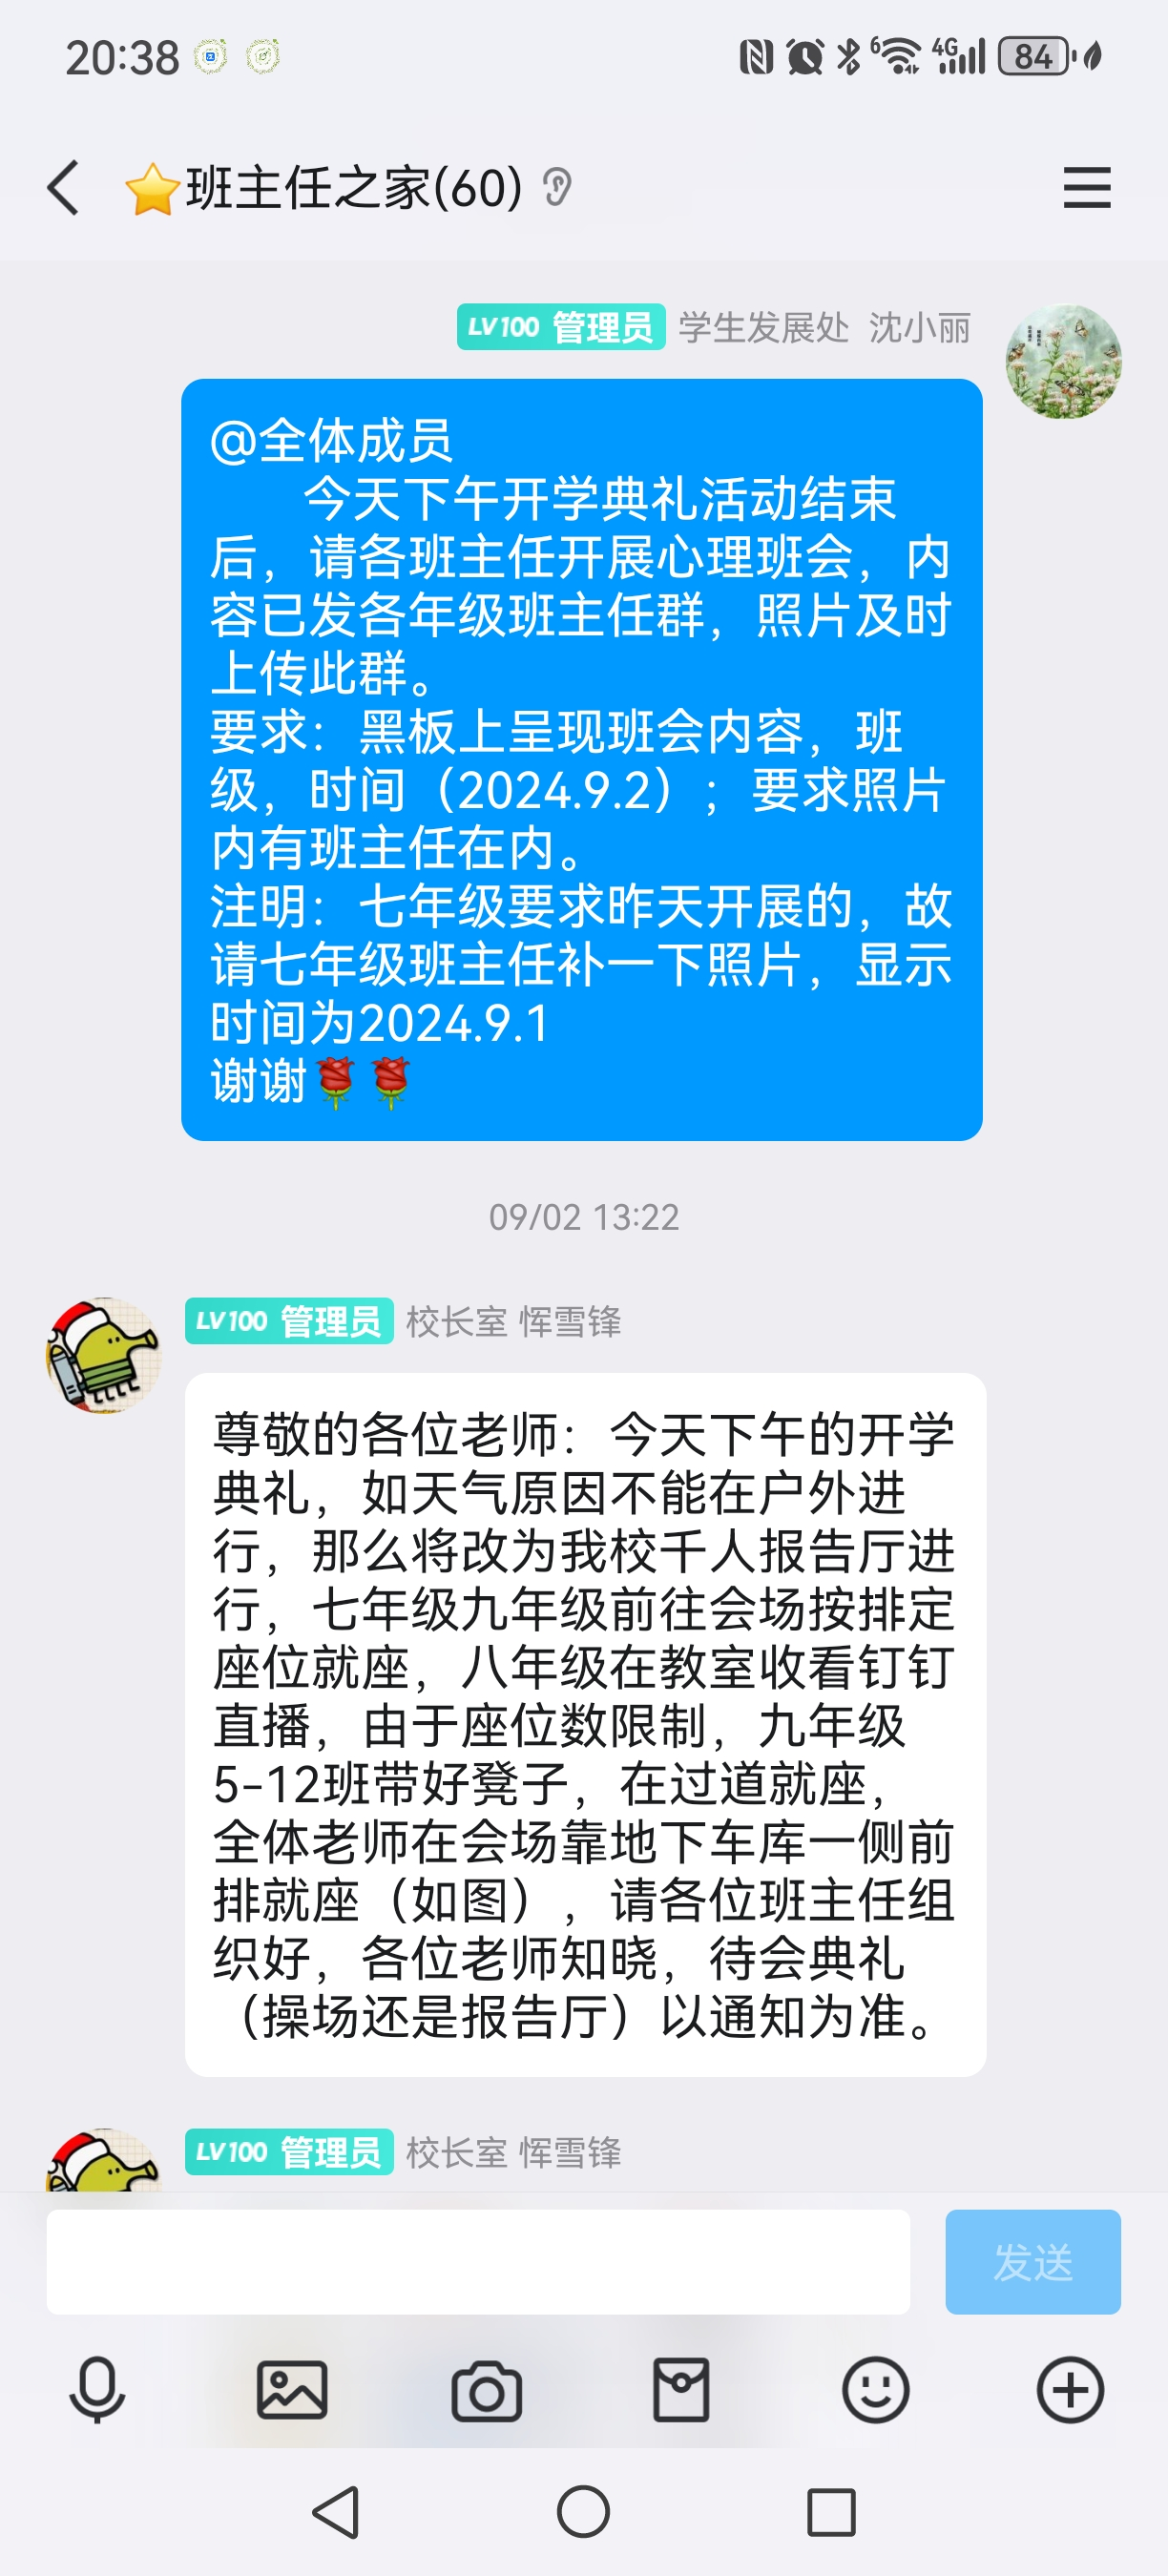 20:38
6
4G
84
班主任之家(60)
LV100 管理员 学生发展处 沈小丽
@全体成员
今天下午开学典礼活动结束
后，请各班主任开展心理班会，内
容已发各年级班主任群，照片及时
上传此群。
要求：黑板上呈现班会内容，班
级，时间（2024.9.2）；要求照片
内有班主任在内。
注明：七年级要求昨天开展的，故
请七年级班主任补一下照片，显示
时间为2024.9.1
谢谢🌹🌹
09/02 13:22
LV100 管理员 校长室 恽雪锋
尊敬的各位老师：今天下午的开学
典礼，如天气原因不能在户外进
行，那么将改为我校千人报告厅进
行，七年级九年级前往会场按排定
座位就座，八年级在教室收看钉钉
直播，由于座位数限制，九年级
5-12班带好凳子，在过道就座，
全体老师在会场靠地下车库一侧前
排就座（如图），请各位班主任组
织好，各位老师知晓，待会典礼
（操场还是报告厅）以通知为准。
LV100 管理员 校长室 恽雪锋
发送